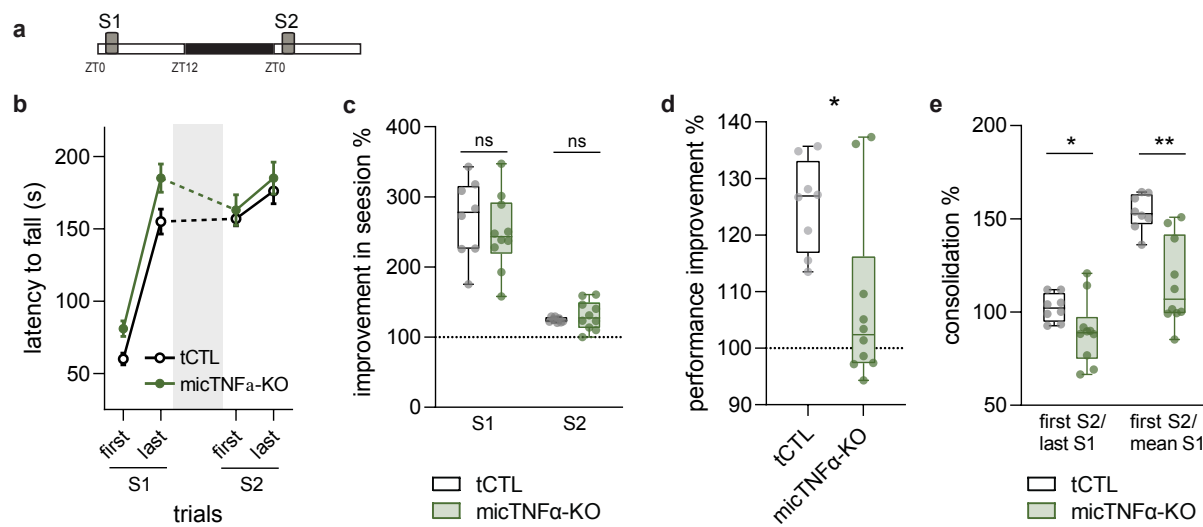 a
S1
S2
ZT0
ZT12
ZT0
b
latency to fall (s)
200
150
100
50
tCTL
micTNFa-KO
first
last
first
last
S1
S2
trials
c
improvement in seesion %
400
300
200
100
0
ns
ns
S1
S2
tCTL
micTNFα-KO
d
performance improvement %
*
140
130
120
110
100
90
tCTL
micTNFα-KO
e
consolidation %
200
150
100
50
*
**
first S2/
last S1
first S2/
mean S1
tCTL
micTNFα-KO